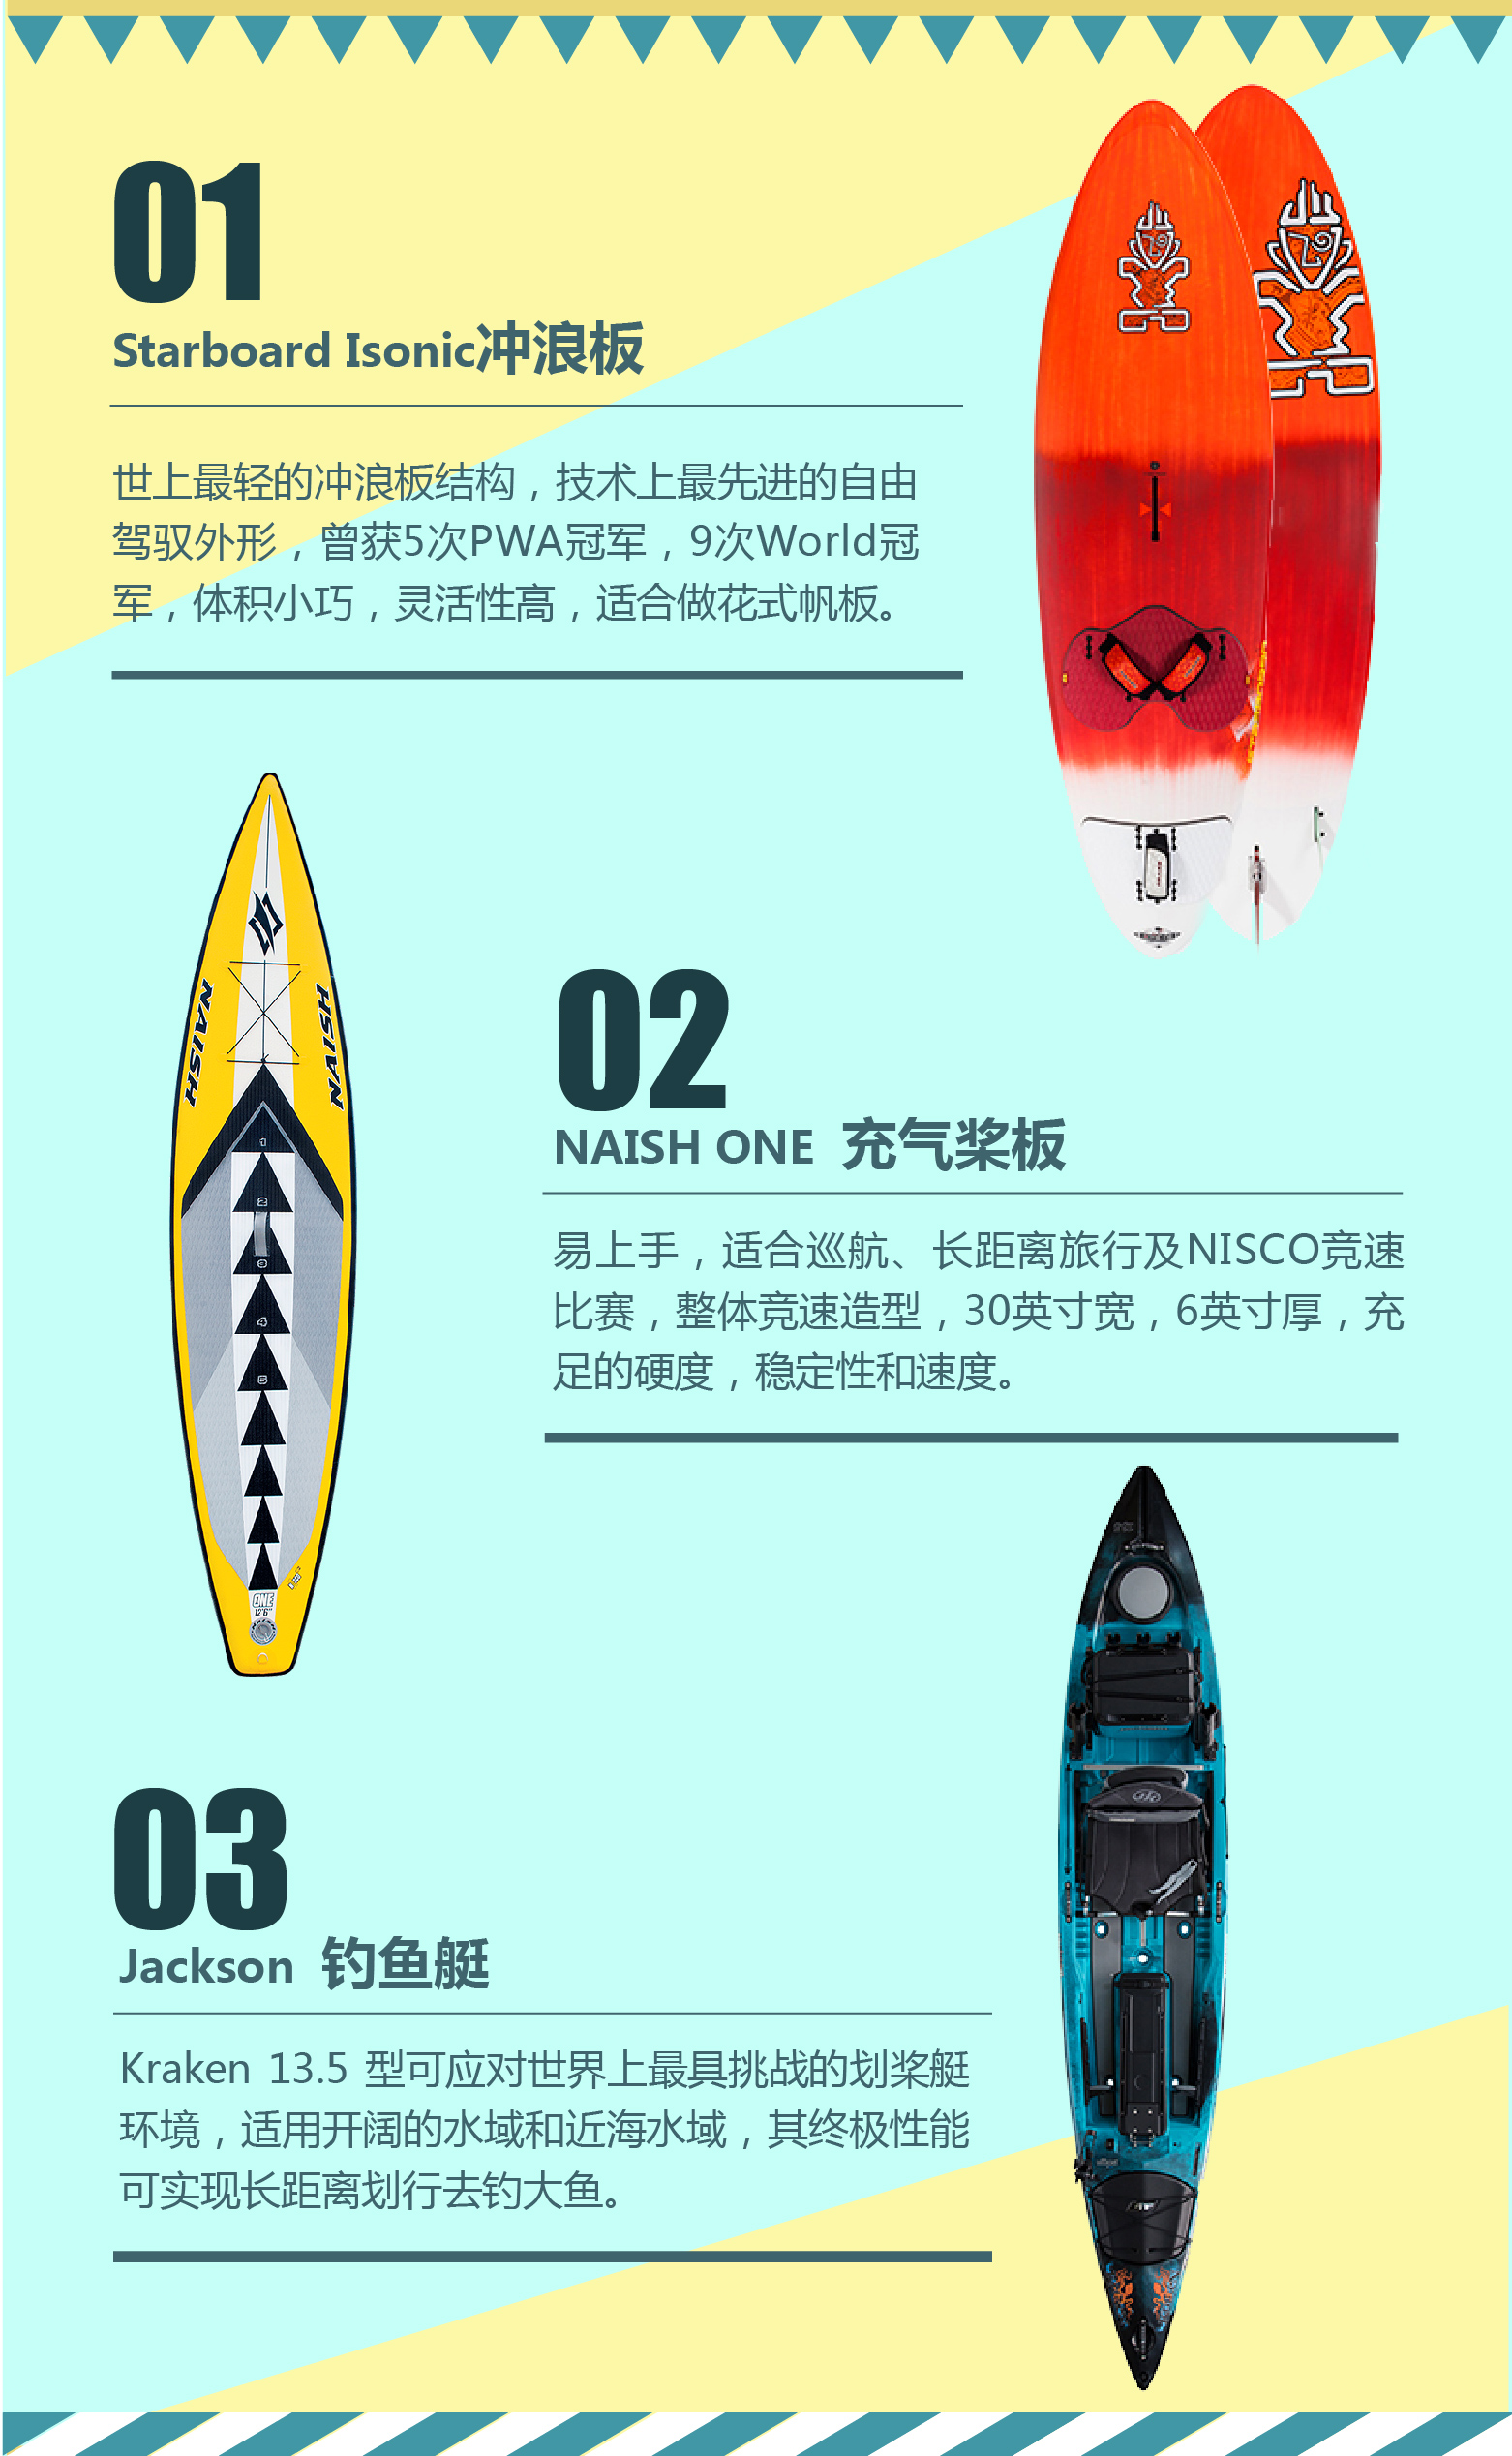 01
Starboard Isonic冲浪板
世上最轻的冲浪板结构，技术上最先进的自由
驾驭外形，曾获5次PWA冠军，9次World冠
军，体积小巧，灵活性高，适合做花式帆板。
NAISH
NAISH
1
2
3
4
5
ONE
12'6"
02
NAISH ONE 充气桨板
易上手，适合巡航、长距离旅行及NISCO竞速
比赛，整体竞速造型，30英寸宽，6英寸厚，充
足的硬度，稳定性和速度。
03
Jackson 钓鱼艇
Kraken 13.5 型可应对世界上最具挑战的划桨艇
环境，适用开阔的水域和近海水域，其终极性能
可实现长距离划行去钓大鱼。